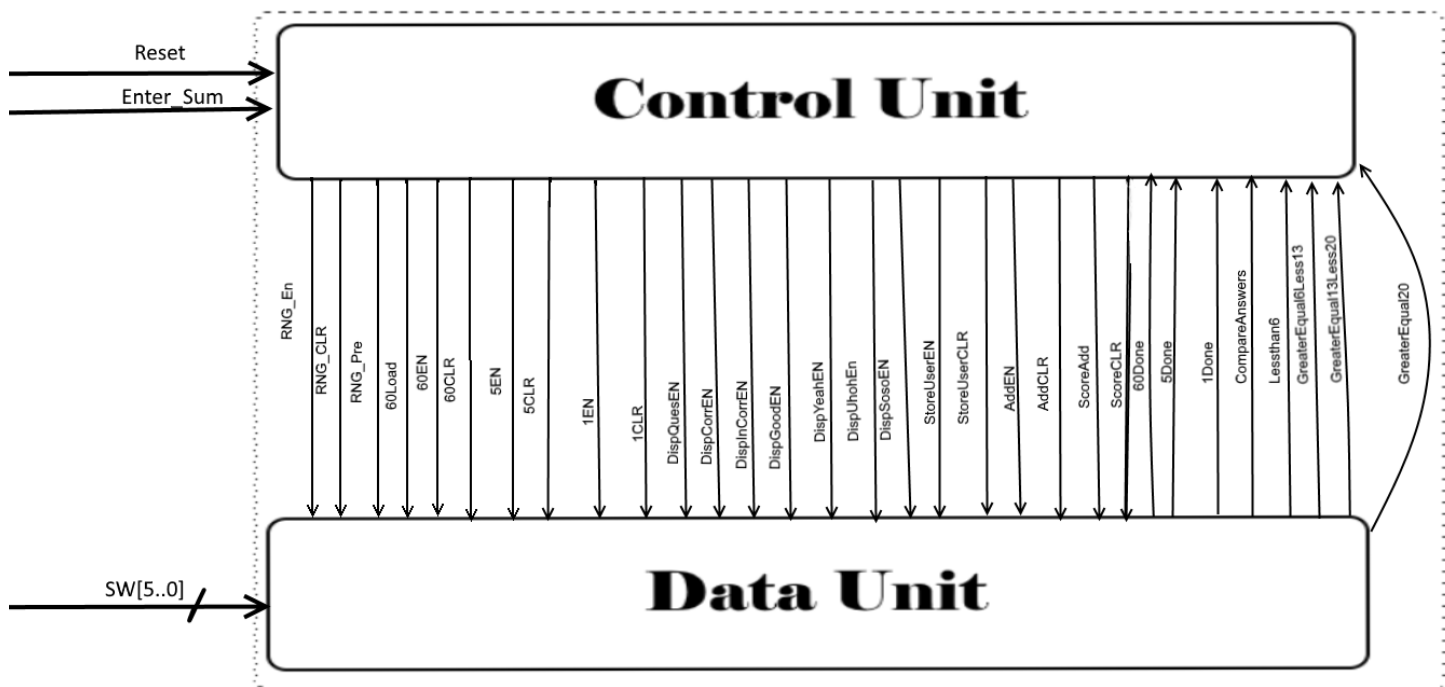 Reset
Enter_Sum
Control Unit
RNG_En
RNG_CLR
RNG_Pre
60Load
60EN
60CLR
5EN
5CLR
1EN
1CLR
DispQuesEN
DispCorrEN
DispInCorrEN
DispGoodEN
DispYeahEN
DispUhohEn
DispSosoEN
StoreUserEN
StoreUserCLR
AddEN
AddCLR
ScoreAdd
ScoreCLR
60Done
5Done
1Done
CompareAnswers
Lessthan6
GreaterEqual6Less13
GreaterEqual13Less20
GreaterEqual20
SW[5..0]
Data Unit